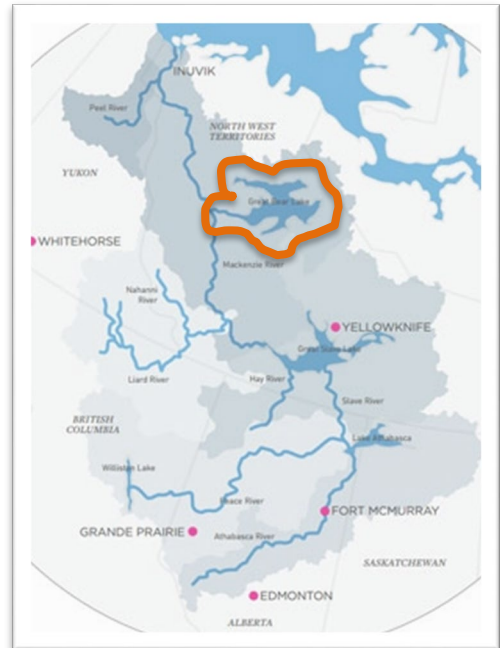 INUVIK
Peel River
NORTH WEST
TERRITORIES
YUKON
Great Bear Lake
WHITEHORSE
Mackenzie River
Nahanni
River
YELLOWKNIFE
Great Slave Lake
Liard River
Hay River
Slave River
BRITISH
COLUMBIA
Lake Athabasca
Williston Lake
Peace River
FORT MCMURRAY
GRANDE PRAIRIE
Athabasca River
SASKATCHEWAN
EDMONTON
ALBERTA